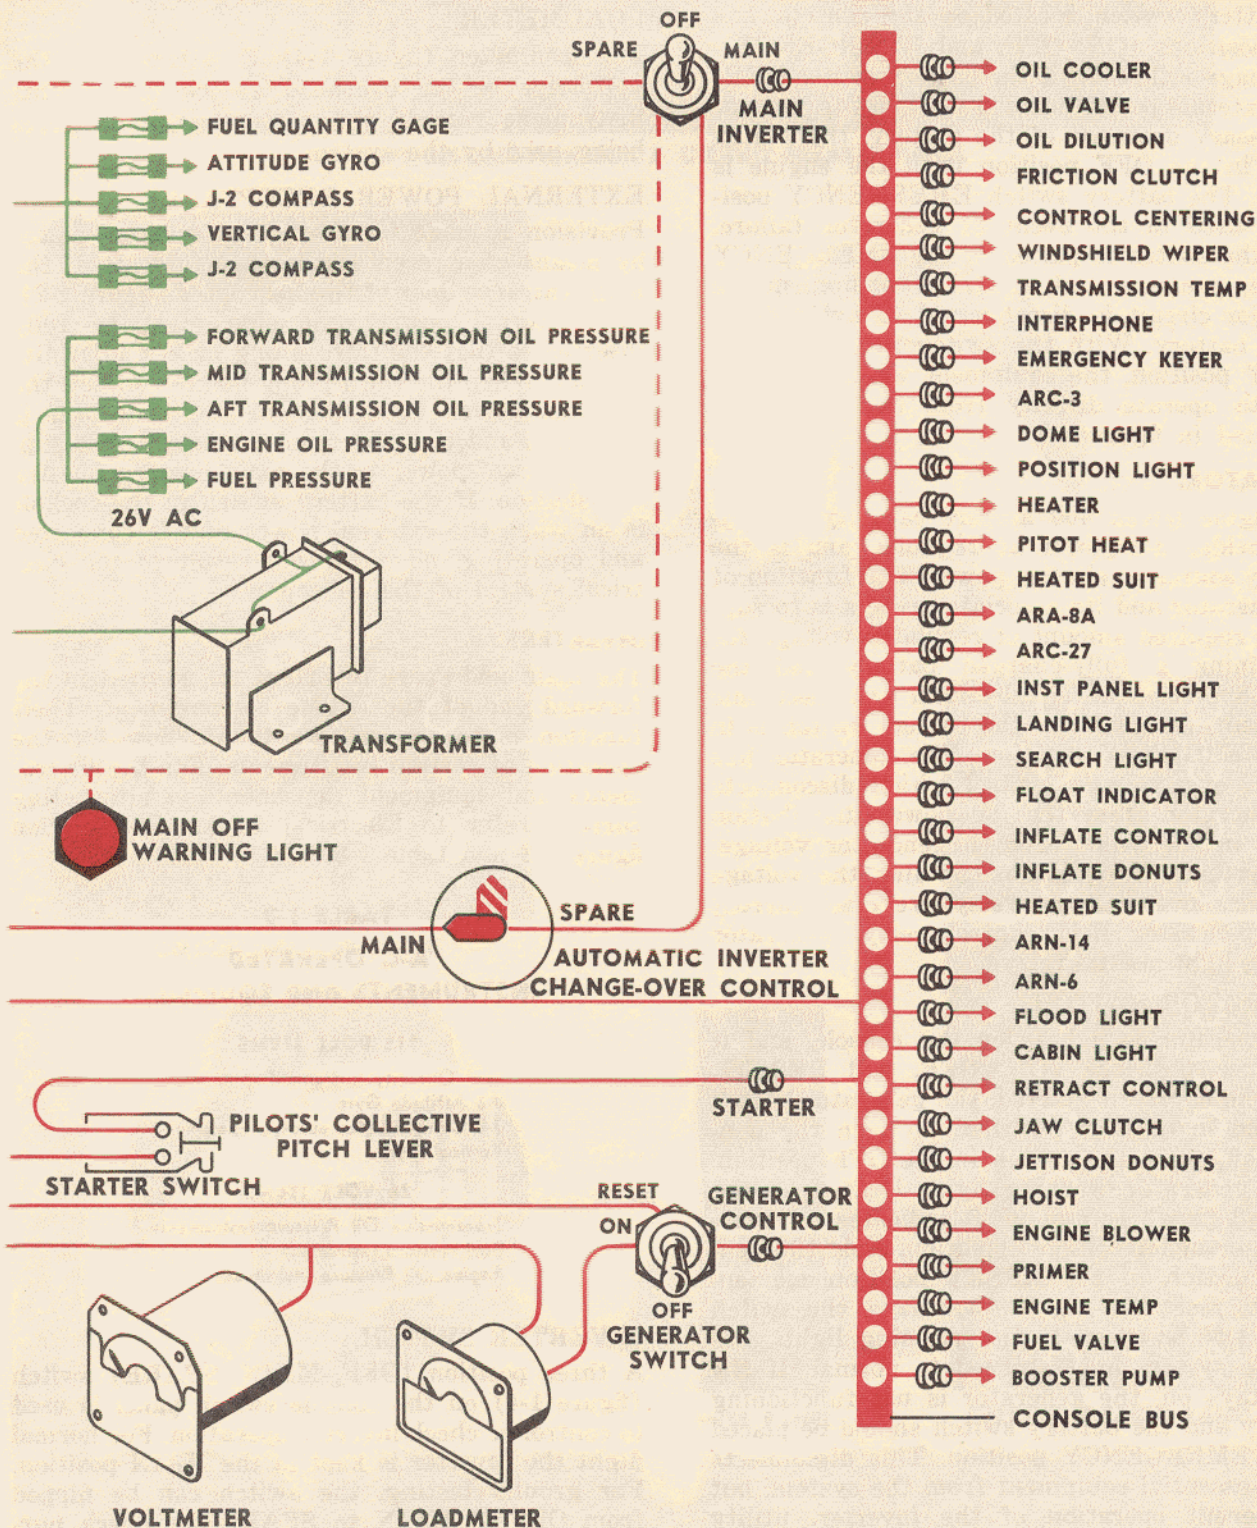 OFF
SPARE
MAIN
MAIN
INVERTER
FUEL QUANTITY GAGE
ATTITUDE GYRO
J-2 COMPASS
VERTICAL GYRO
J-2 COMPASS
FORWARD TRANSMISSION OIL PRESSURE
MID TRANSMISSION OIL PRESSURE
AFT TRANSMISSION OIL PRESSURE
ENGINE OIL PRESSURE
FUEL PRESSURE
26V AC
TRANSFORMER
MAIN OFF
WARNING LIGHT
MAIN
SPARE
AUTOMATIC INVERTER
CHANGE-OVER CONTROL
STARTER
PILOTS' COLLECTIVE
PITCH LEVER
STARTER SWITCH
RESET
ON
GENERATOR
CONTROL
OFF
GENERATOR
SWITCH
VOLTMETER
LOADMETER
OIL COOLER
OIL VALVE
OIL DILUTION
FRICTION CLUTCH
CONTROL CENTERING
WINDSHIELD WIPER
TRANSMISSION TEMP
INTERPHONE
EMERGENCY KEYER
ARC-3
DOME LIGHT
POSITION LIGHT
HEATER
PITOT HEAT
HEATED SUIT
ARA-8A
ARC-27
INST PANEL LIGHT
LANDING LIGHT
SEARCH LIGHT
FLOAT INDICATOR
INFLATE CONTROL
INFLATE DONUTS
HEATED SUIT
ARN-14
ARN-6
FLOOD LIGHT
CABIN LIGHT
RETRACT CONTROL
JAW CLUTCH
JETTISON DONUTS
HOIST
ENGINE BLOWER
PRIMER
ENGINE TEMP
FUEL VALVE
BOOSTER PUMP
CONSOLE BUS